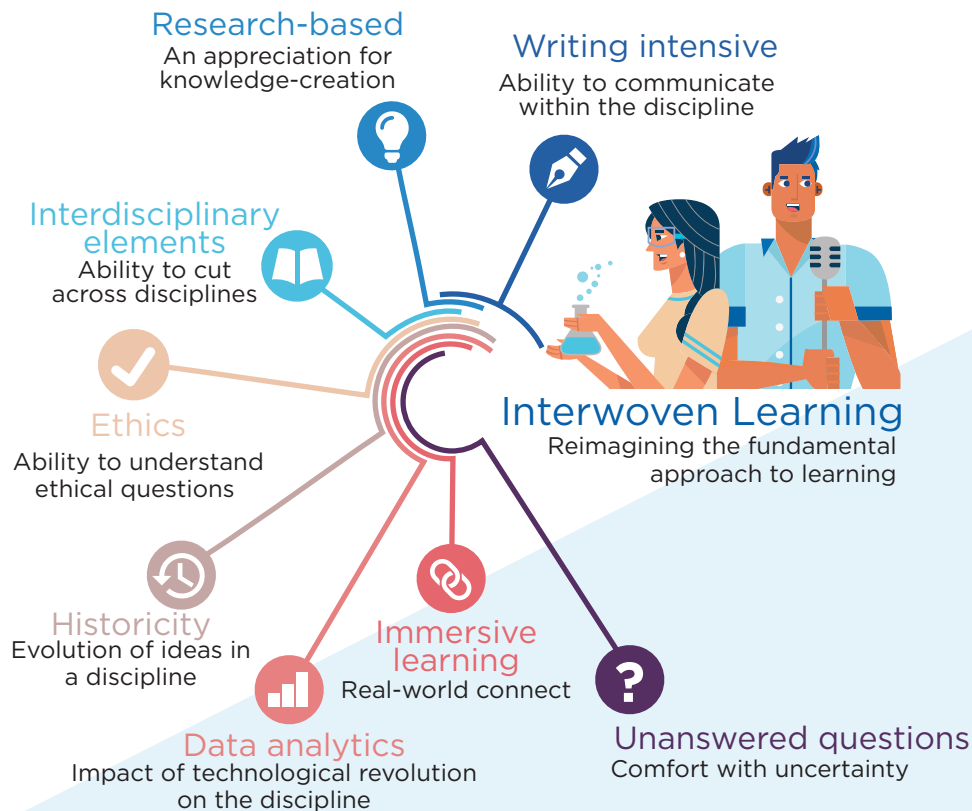 Research-based
An appreciation for
knowledge-creation
Writing intensive
Ability to communicate
within the discipline
Interdisciplinary
elements
Ability to cut
across disciplines
Ethics
Ability to understand
ethical questions
Interwoven Learning
Reimagining the fundamental
approach to learning
Historicity
Evolution of ideas in
a discipline
Immersive
learning
Real-world connect
Data analytics
Impact of technological revolution
on the discipline
?
Unanswered questions
Comfort with uncertainty